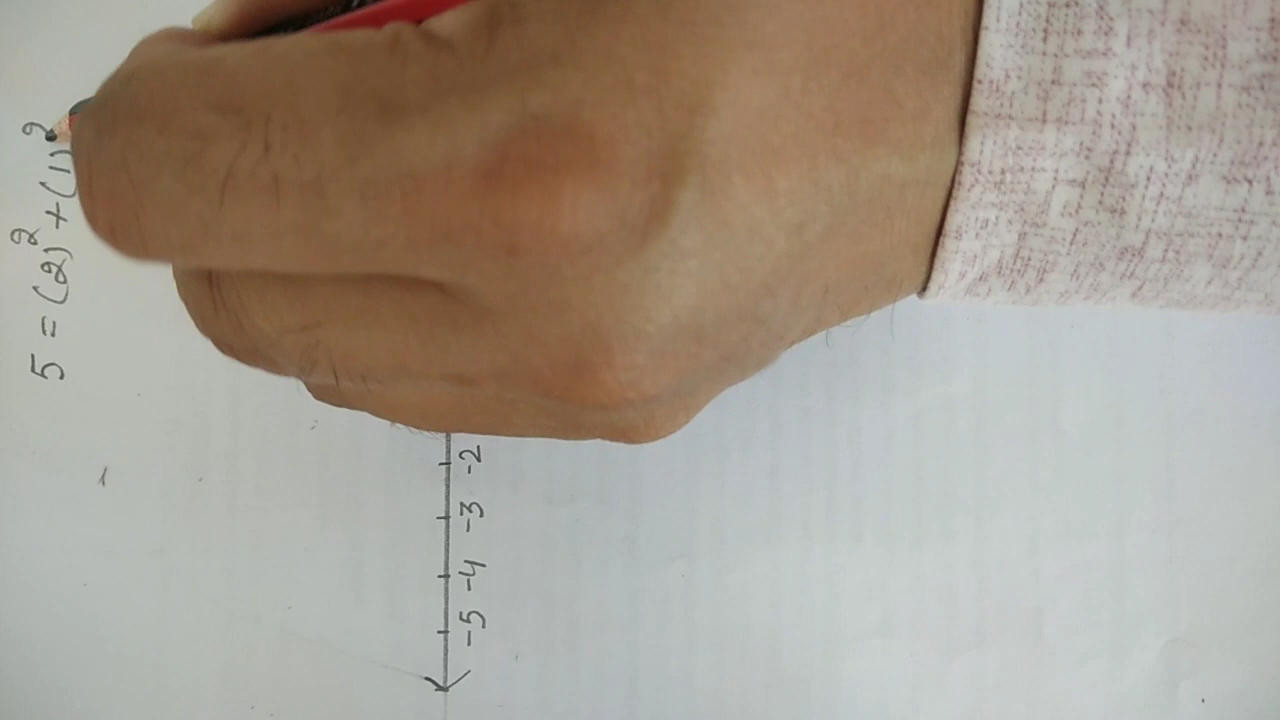 5 = (2)² + (1)²
-5 -4 -3 -2